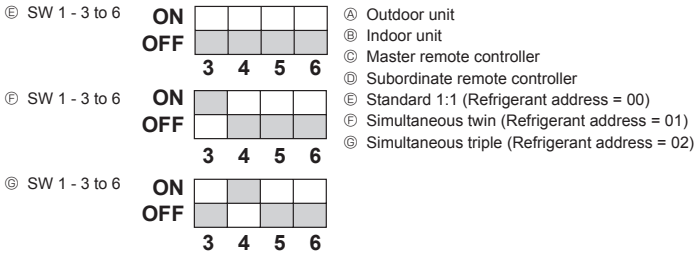 Ⓔ SW 1 - 3 to 6
ON
OFF
3 4 5 6
Ⓕ SW 1 - 3 to 6
ON
OFF
3 4 5 6
Ⓖ SW 1 - 3 to 6
ON
OFF
3 4 5 6
Ⓐ Outdoor unit
Ⓑ Indoor unit
Ⓒ Master remote controller
Ⓓ Subordinate remote controller
Ⓔ Standard 1:1 (Refrigerant address = 00)
Ⓕ Simultaneous twin (Refrigerant address = 01)
Ⓖ Simultaneous triple (Refrigerant address = 02)